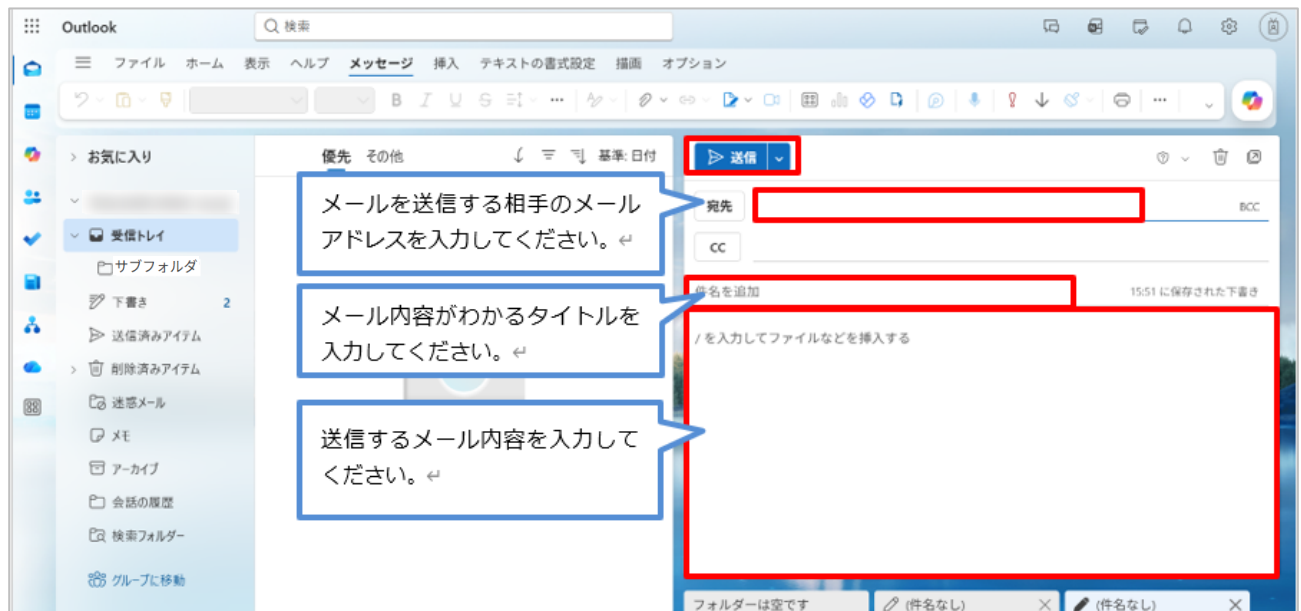 Outlook
検索
ファイル ホーム 表示 ヘルプ メッセージ 挿入 テキストの書式設定 描画 オプション
B I U S
お気に入り
受信トレイ
サブフォルダ
下書き 2
送信済みアイテム
削除済みアイテム
迷惑メール
メモ
アーカイブ
会話の履歴
検索フォルダー
グループに移動
優先 その他 基準: 日付
メールを送信する相手のメール
アドレスを入力してください。↵
メール内容がわかるタイトルを
入力してください。↵
送信するメール内容を入力して
ください。↵
送信
宛先 BCC
CC
件名を追加 15:51 に保存された下書き
/ を入力してファイルなどを挿入する
フォルダーは空です (件名なし) (件名なし)